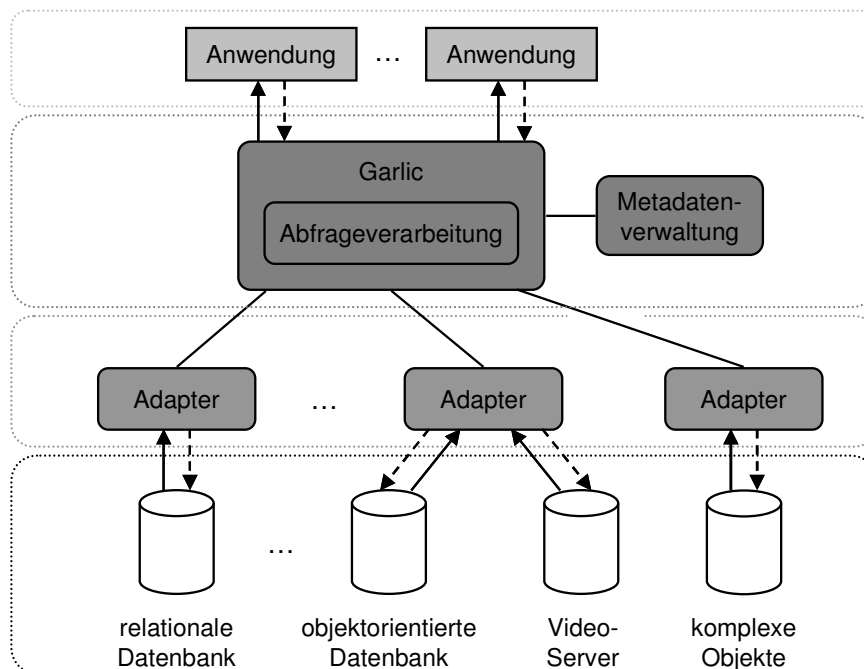 Anwendung ... Anwendung
Garlic
Abfrageverarbeitung
Metadaten-
verwaltung
Adapter ... Adapter Adapter
...
relationale objektorientierte Video- komplexe
Datenbank Datenbank Server Objekte